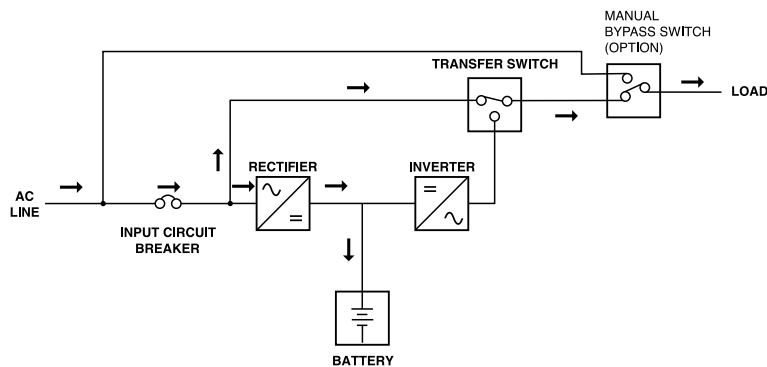 MANUAL
BYPASS SWITCH
(OPTION)
TRANSFER SWITCH
LOAD
RECTIFIER
INVERTER
AC
LINE
INPUT CIRCUIT
BREAKER
BATTERY